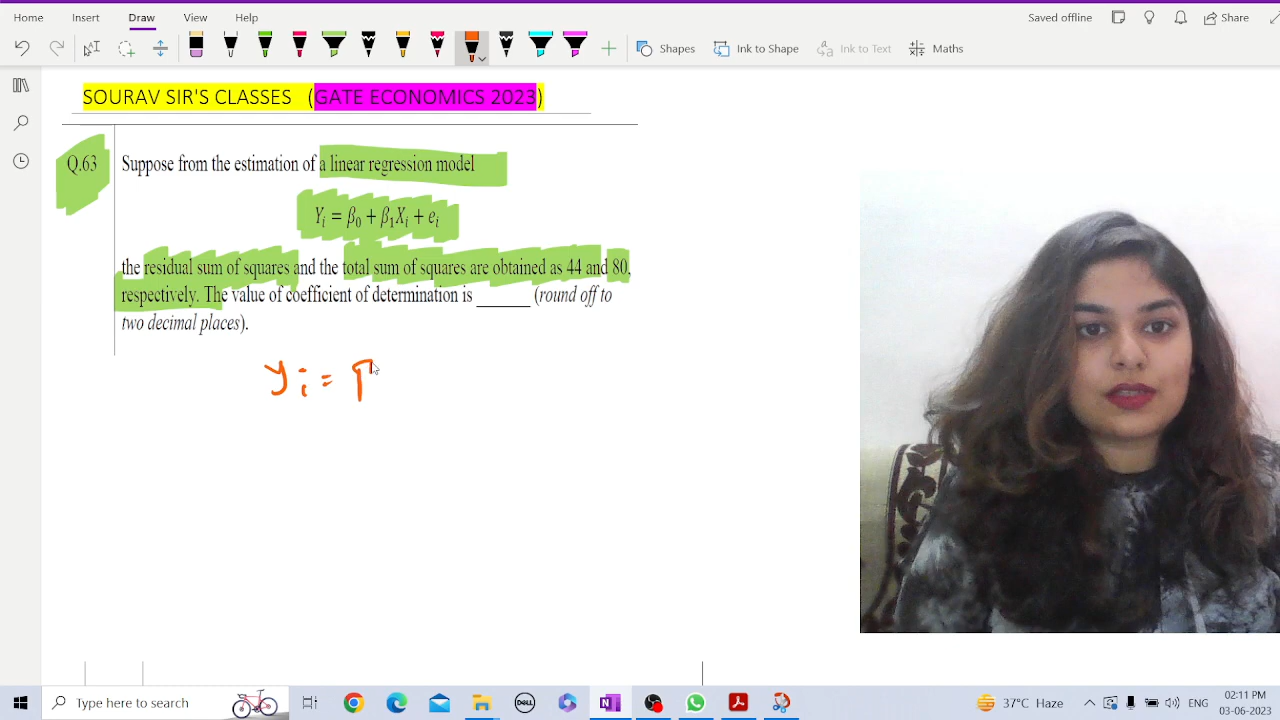 Home Insert Draw View Help Saved offline Share
Shapes Ink to Shape Ink to Text Maths
SOURAV SIR'S CLASSES (GATE ECONOMICS 2023)
Q.63 Suppose from the estimation of a linear regression model
Yᵢ = β₀ + β₁Xᵢ + eᵢ
the residual sum of squares and the total sum of squares are obtained as 44 and 80,
respectively. The value of coefficient of determination is ______ (round off to
two decimal places).
yi =
Type here to search DELL 37°C Haze 02:11 PM
03-06-2023